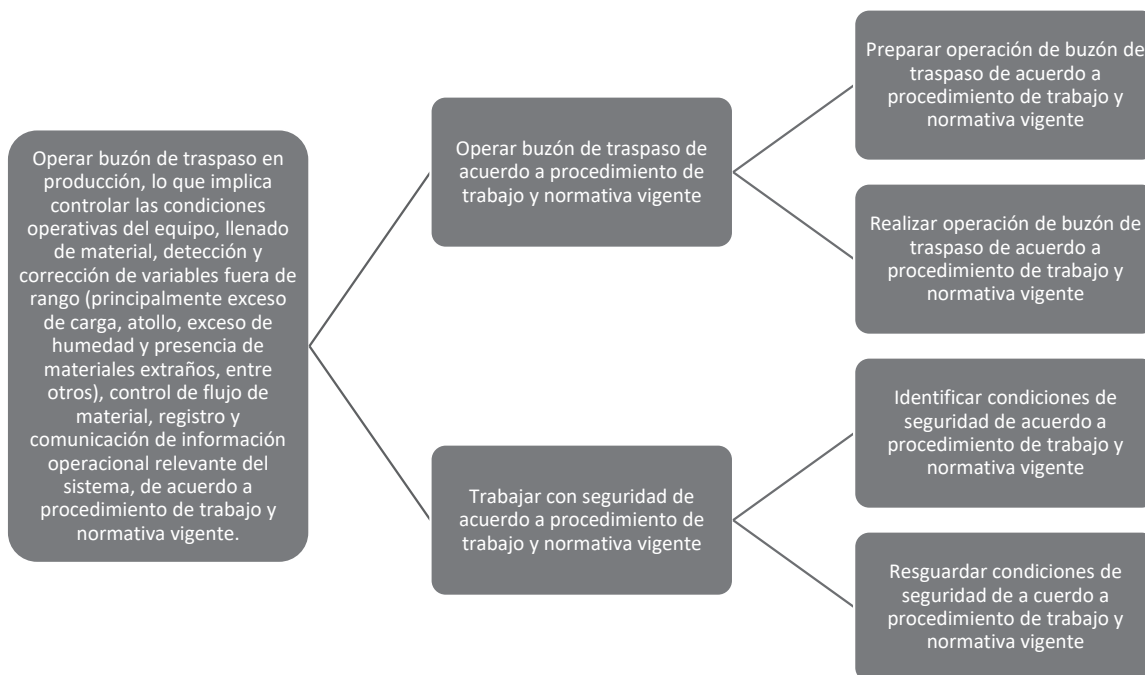 Operar buzón de traspaso en
producción, lo que implica
controlar las condiciones
operativas del equipo, llenado
de material, detección y
corrección de variables fuera de
rango (principalmente exceso
de carga, atollo, exceso de
humedad y presencia de
materiales extraños, entre
otros), control de flujo de
material, registro y
comunicación de información
operacional relevante del
sistema, de acuerdo a
procedimiento de trabajo y
normativa vigente.
Operar buzón de traspaso de
acuerdo a procedimiento de
trabajo y normativa vigente
Preparar operación de buzón de
traspaso de acuerdo a
procedimiento de trabajo y
normativa vigente
Realizar operación de buzón de
traspaso de acuerdo a
procedimiento de trabajo y
normativa vigente
Trabajar con seguridad de
acuerdo a procedimiento de
trabajo y normativa vigente
Identificar condiciones de
seguridad de acuerdo a
procedimiento de trabajo y
normativa vigente
Resguardar condiciones de
seguridad de a cuerdo a
procedimiento de trabajo y
normativa vigente